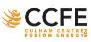 CCFE
CULHAM CENTRE
FUSION ENERGY